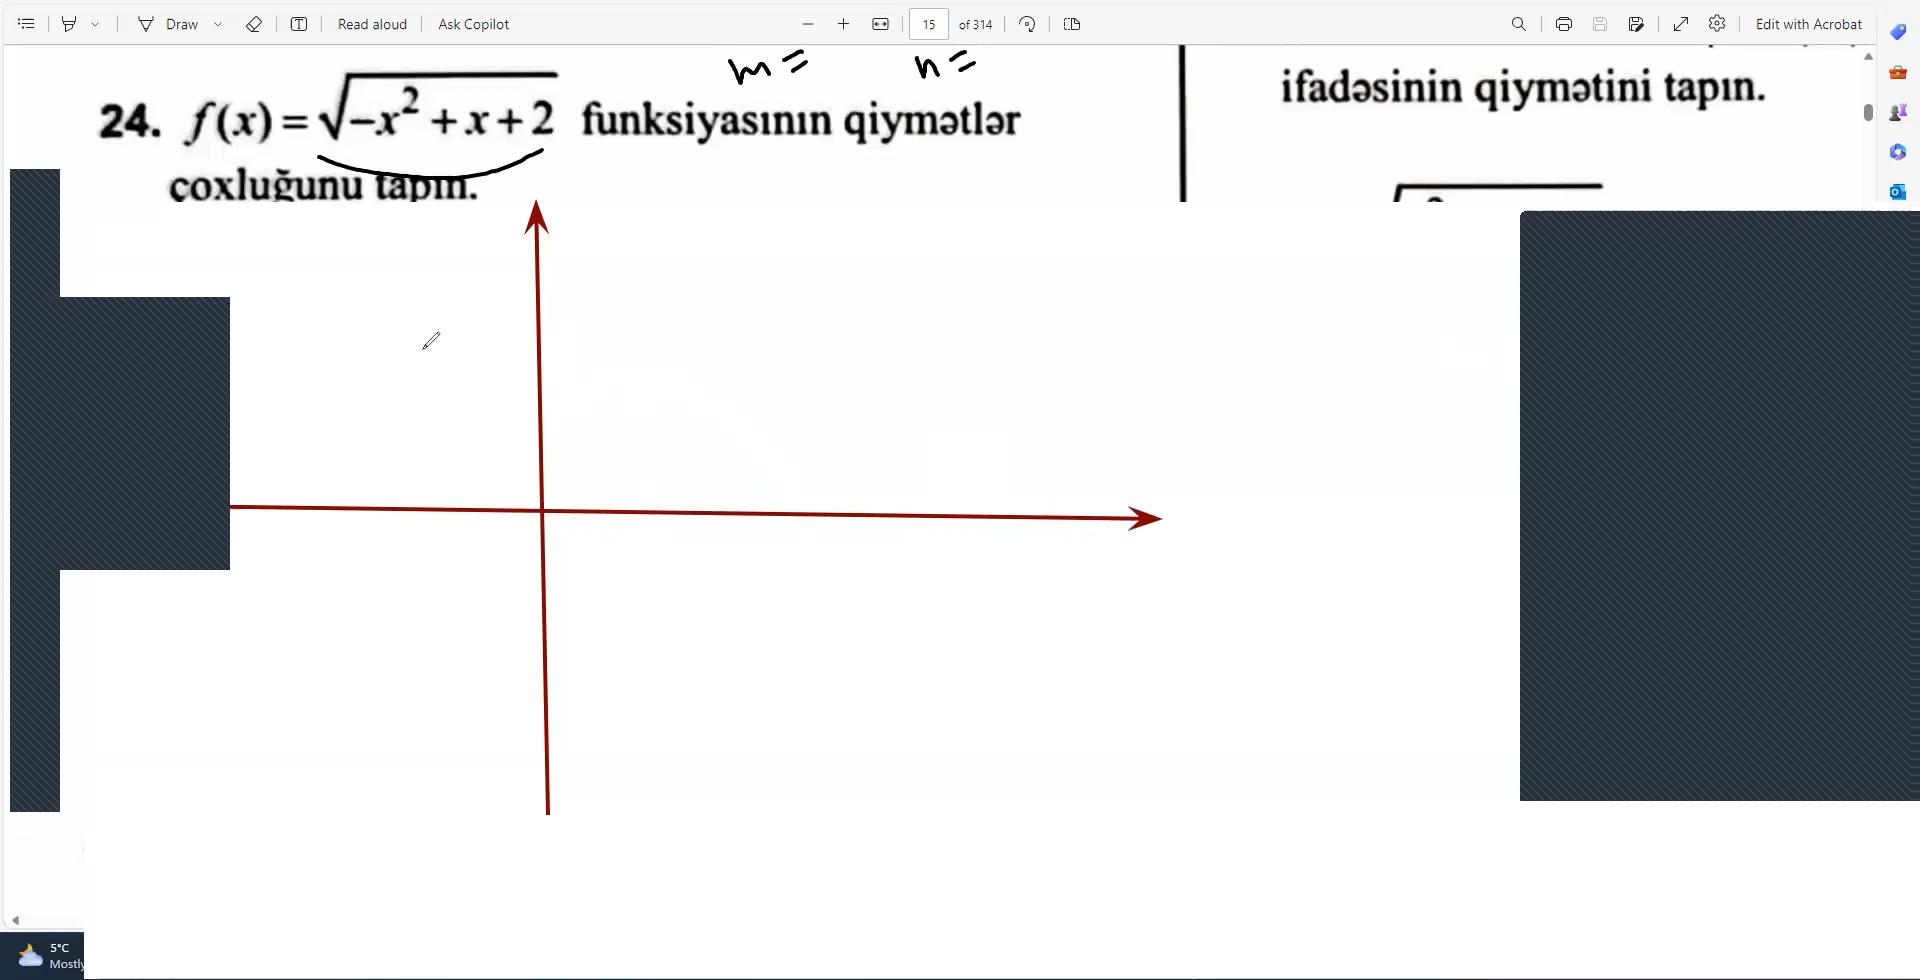 Draw
Read aloud
Ask Copilot
15
of 314
Edit with Acrobat
m =
n =
24. f(x) = √-x² + x + 2 funksiyasının qiymətlər
çoxluğunu tapın.
ifadəsinin qiymətini tapın.
5°C
Mostly